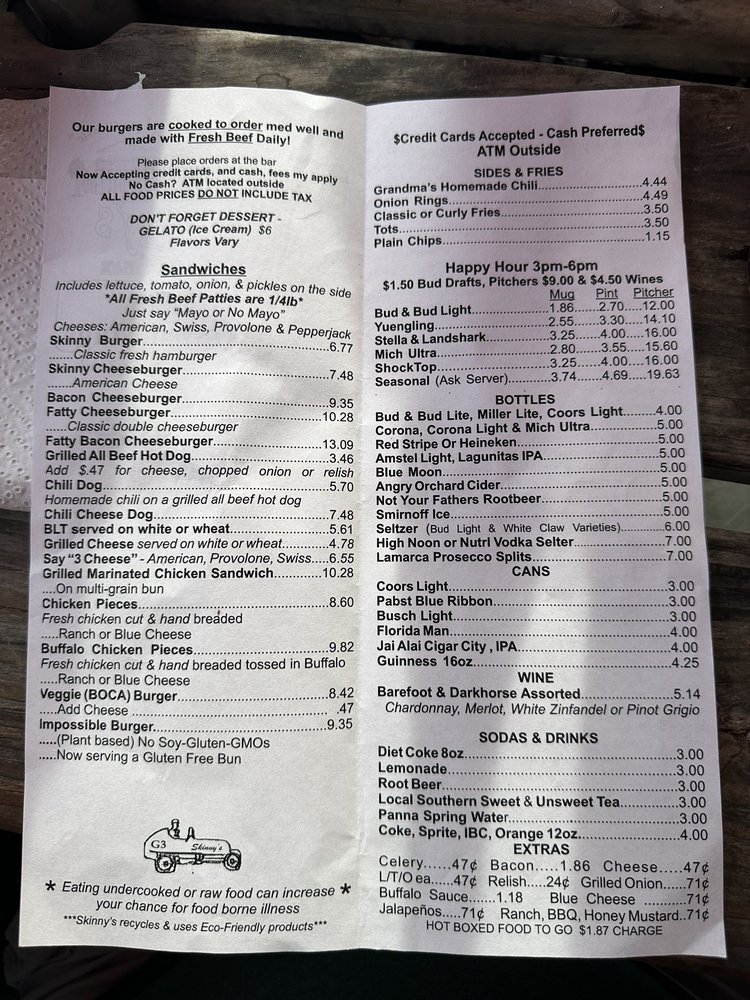 Our burgers are cooked to order med well and
made with Fresh Beef Daily!
Please place orders at the bar
Now Accepting credit cards, and cash, fees my apply
No Cash? ATM located outside
ALL FOOD PRICES DO NOT INCLUDE TAX
DON'T FORGET DESSERT -
GELATO (Ice Cream) $6
Flavors Vary
Sandwiches
Includes lettuce, tomato, onion, & pickles on the side
*All Fresh Beef Patties are 1/4lb*
Just say "Mayo or No Mayo"
Cheeses: American, Swiss, Provolone & Pepperjack
Skinny Burger..............................6.77
.......Classic fresh hamburger
Skinny Cheeseburger..............................7.48
.......American Cheese
Bacon Cheeseburger..............................9.35
Fatty Cheeseburger..............................10.28
......Classic double cheeseburger
Fatty Bacon Cheeseburger..............................13.09
Grilled All Beef Hot Dog..............................3.46
Add $.47 for cheese, chopped onion or relish
Chili Dog..............................5.70
Homemade chili on a grilled all beef hot dog
Chili Cheese Dog..............................7.48
BLT served on white or wheat..............................5.61
Grilled Cheese served on white or wheat...........4.78
Say "3 Cheese" - American, Provolone, Swiss.....6.55
Grilled Marinated Chicken Sandwich..............10.28
....On multi-grain bun
Chicken Pieces..............................8.60
Fresh chicken cut & hand breaded
.....Ranch or Blue Cheese
Buffalo Chicken Pieces..............................9.82
Fresh chicken cut & hand breaded tossed in Buffalo
.....Ranch or Blue Cheese
Veggie (BOCA) Burger..............................8.42
.....Add Cheese ..............................47
Impossible Burger..............................9.35
.....(Plant based) No Soy-Gluten-GMOs
.....Now serving a Gluten Free Bun
G3 Skinny's
* Eating undercooked or raw food can increase *
your chance for food borne illness
***Skinny's recycles & uses Eco-Friendly products***
$Credit Cards Accepted - Cash Preferred$
ATM Outside
SIDES & FRIES
Grandma's Homemade Chili..............................4.44
Onion Rings..............................4.49
Classic or Curly Fries..............................3.50
Tots..............................3.50
Plain Chips..............................1.15
Happy Hour 3pm-6pm
$1.50 Bud Drafts, Pitchers $9.00 & $4.50 Wines
Mug Pint Pitcher
Bud & Bud Light..............1.86.....2.70.....12.00
Yuengling..............2.55.....3.30.....14.10
Stella & Landshark..............3.25.....4.00.....16.00
Mich Ultra..............2.80.....3.55.....15.60
ShockTop..............3.25.....4.00.....16.00
Seasonal (Ask Server)..........3.74.....4.69.....19.63
BOTTLES
Bud & Bud Lite, Miller Lite, Coors Light........4.00
Corona, Corona Light & Mich Ultra..............5.00
Red Stripe Or Heineken..............................5.00
Amstel Light, Lagunitas IPA..............................5.00
Blue Moon..............................5.00
Angry Orchard Cider..............................5.00
Not Your Fathers Rootbeer..............................5.00
Smirnoff Ice..............................5.00
Seltzer (Bud Light & White Claw Varieties)..........6.00
High Noon or Nutrl Vodka Selter....................7.00
Lamarca Prosecco Splits..............................7.00
CANS
Coors Light..............................3.00
Pabst Blue Ribbon..............................3.00
Busch Light..............................3.00
Florida Man..............................4.00
Jai Alai Cigar City , IPA..............................4.00
Guinness 16oz..............................4.25
WINE
Barefoot & Darkhorse Assorted....................5.14
Chardonnay, Merlot, White Zinfandel or Pinot Grigio
SODAS & DRINKS
Diet Coke 8oz..............................3.00
Lemonade..............................3.00
Root Beer..............................3.00
Local Southern Sweet & Unsweet Tea..............3.00
Panna Spring Water..............................3.00
Coke, Sprite, IBC, Orange 12oz....................4.00
EXTRAS
Celery......47¢ Bacon.....1.86 Cheese.....47¢
L/T/O ea.....47¢ Relish....24¢ Grilled Onion.....71¢
Buffalo Sauce.......1.18 Blue Cheese ............71¢
Jalapeños.....71¢ Ranch, BBQ, Honey Mustard..71¢
HOT BOXED FOOD TO GO $1.87 CHARGE